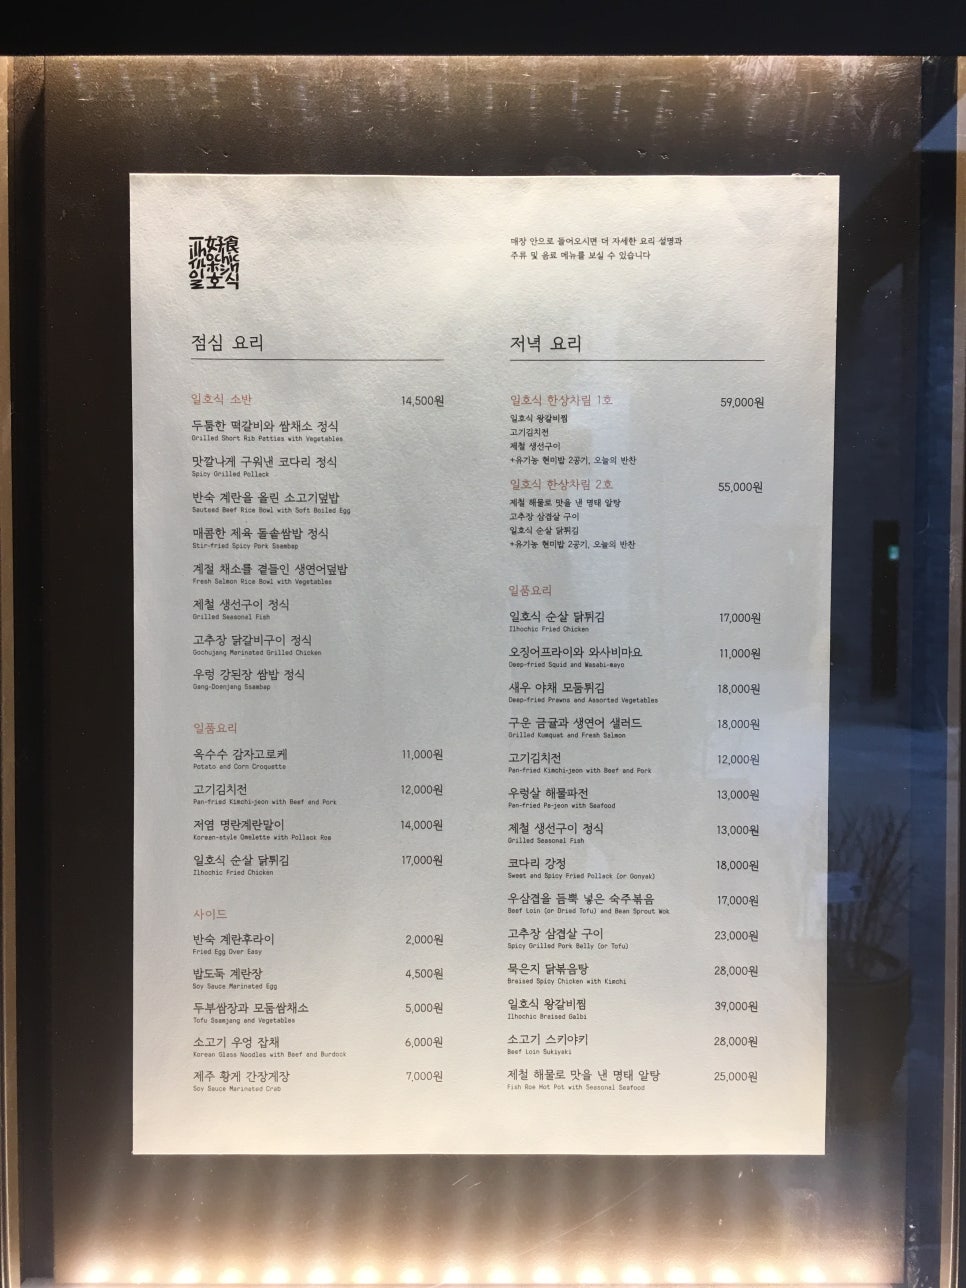 一好食
ilho
chic
일호식
매장 안으로 들어오시면 더 자세한 요리 설명과
주류 및 음료 메뉴를 보실 수 있습니다
점심 요리
일호식 소반 14,500원
두툼한 떡갈비와 쌈채소 정식
Grilled Short Rib Patties with Vegetables
맛깔나게 구워낸 코다리 정식
Spicy Grilled Pollack
반숙 계란을 올린 소고기덮밥
Sauteed Beef Rice Bowl with Soft Boiled Egg
매콤한 제육 돌솥쌈밥 정식
Stir-fried Spicy Pork Ssambap
계절 채소를 곁들인 생연어덮밥
Fresh Salmon Rice Bowl with Vegetables
제철 생선구이 정식
Grilled Seasonal Fish
고추장 닭갈비구이 정식
Gochujang Marinated Grilled Chicken
우렁 강된장 쌈밥 정식
Gang-Doenjang Ssambap
일품요리
옥수수 감자고로케 11,000원
Potato and Corn Croquette
고기김치전 12,000원
Pan-fried Kimchi-jeon with Beef and Pork
저염 명란계란말이 14,000원
Korean-style Omelette with Pollack Roe
일호식 순살 닭튀김 17,000원
Ilhochic Fried Chicken
사이드
반숙 계란후라이 2,000원
Fried Egg Over Easy
밥도둑 계란장 4,500원
Soy Sauce Marinated Egg
두부쌈장과 모둠쌈채소 5,000원
Tofu Ssamjang and Vegetables
소고기 우엉 잡채 6,000원
Korean Glass Noodles with Beef and Burdock
제주 황게 간장게장 7,000원
Soy Sauce Marinated Crab
저녁 요리
일호식 한상차림 1호 59,000원
일호식 왕갈비찜
고기김치전
제철 생선구이
+유기농 현미밥 2공기, 오늘의 반찬
일호식 한상차림 2호 55,000원
제철 해물로 맛을 낸 명태 알탕
고추장 삼겹살 구이
일호식 순살 닭튀김
+유기농 현미밥 2공기, 오늘의 반찬
일품요리
일호식 순살 닭튀김 17,000원
Ilhochic Fried Chicken
오징어프라이와 와사비마요 11,000원
Deep-fried Squid and Wasabi-mayo
새우 야채 모둠튀김 18,000원
Deep-fried Prawns and Assorted Vegetables
구운 금귤과 생연어 샐러드 18,000원
Grilled Kumquat and Fresh Salmon
고기김치전 12,000원
Pan-fried Kimchi-jeon with Beef and Pork
우렁살 해물파전 13,000원
Pan-fried Pa-jeon with Seafood
제철 생선구이 정식 13,000원
Grilled Seasonal Fish
코다리 강정 18,000원
Sweet and Spicy Fried Pollack (or Gonyak)
우삼겹을 듬뿍 넣은 숙주볶음 17,000원
Beef Loin (or Dried Tofu) and Bean Sprout Wok
고추장 삼겹살 구이 23,000원
Spicy Grilled Pork Belly (or Tofu)
묵은지 닭볶음탕 28,000원
Braised Spicy Chicken with Kimchi
일호식 왕갈비찜 39,000원
Ilhochic Braised Galbi
소고기 스키야키 28,000원
Beef Loin Sukiyaki
제철 해물로 맛을 낸 명태 알탕 25,000원
Fish Roe Hot Pot with Seasonal Seafood